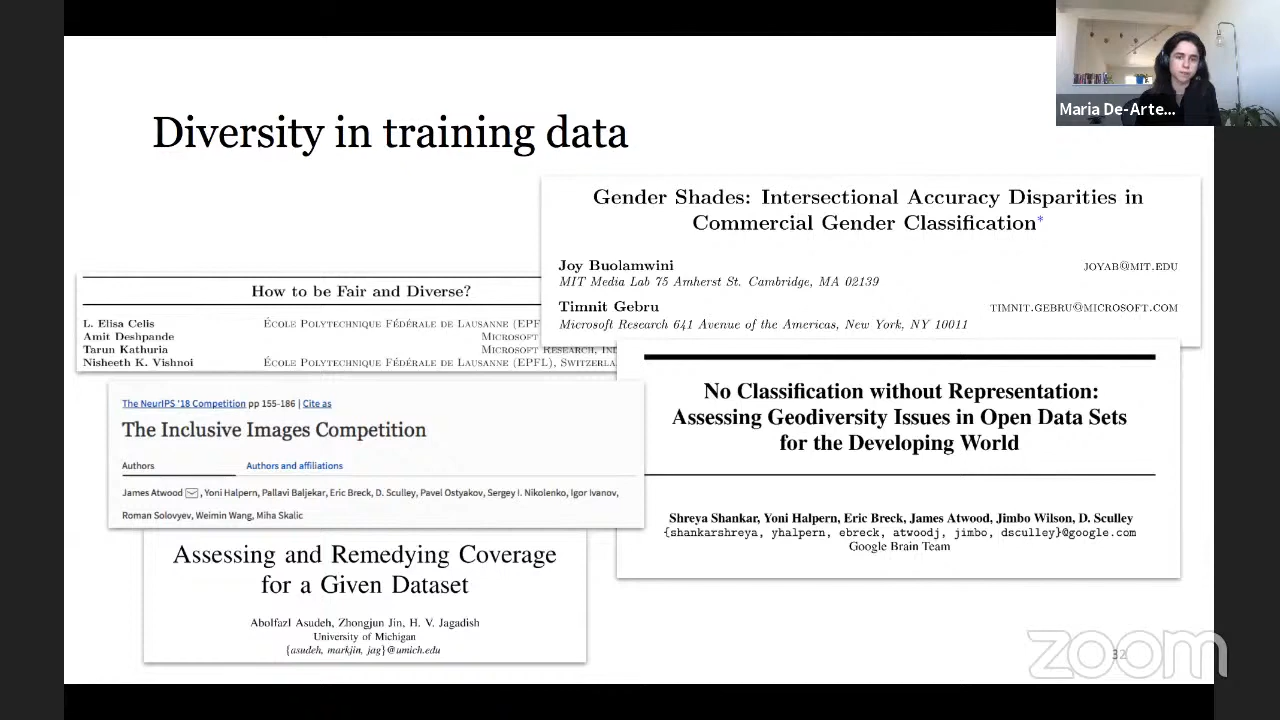 Maria De-Arte...
Diversity in training data
Gender Shades: Intersectional Accuracy Disparities in
Commercial Gender Classification*
Joy Buolamwini JOYAB@MIT.EDU
MIT Media Lab 75 Amherst St. Cambridge, MA 02139
Timnit Gebru TIMNIT.GEBRU@MICROSOFT.COM
Microsoft Research 641 Avenue of the Americas, New York, NY 10011
How to be Fair and Diverse?
L. Elisa Celis École Polytechnique Fédérale de Lausanne (EPF
Amit Deshpande Microsoft
Tarun Kathuria Microsoft Research, Ind
Nisheeth K. Vishnoi École Polytechnique Fédérale de Lausanne (EPFL), Switzerla
No Classification without Representation:
Assessing Geodiversity Issues in Open Data Sets
for the Developing World
Shreya Shankar, Yoni Halpern, Eric Breck, James Atwood, Jimbo Wilson, D. Sculley
{shankarshreya, yhalpern, ebreck, atwoodj, jimbo, dsculley}@google.com
Google Brain Team
The NeurIPS '18 Competition pp 155-186 | Cite as
The Inclusive Images Competition
Authors Authors and affiliations
James Atwood, Yoni Halpern, Pallavi Baljekar, Eric Breck, D. Sculley, Pavel Ostyakov, Sergey I. Nikolenko, Igor Ivanov,
Roman Solovyev, Weimin Wang, Miha Skalic
Assessing and Remedying Coverage
for a Given Dataset
Abolfazl Asudeh, Zhongjun Jin, H. V. Jagadish
University of Michigan
{asudeh, markjin, jag}@umich.edu
32
zoom